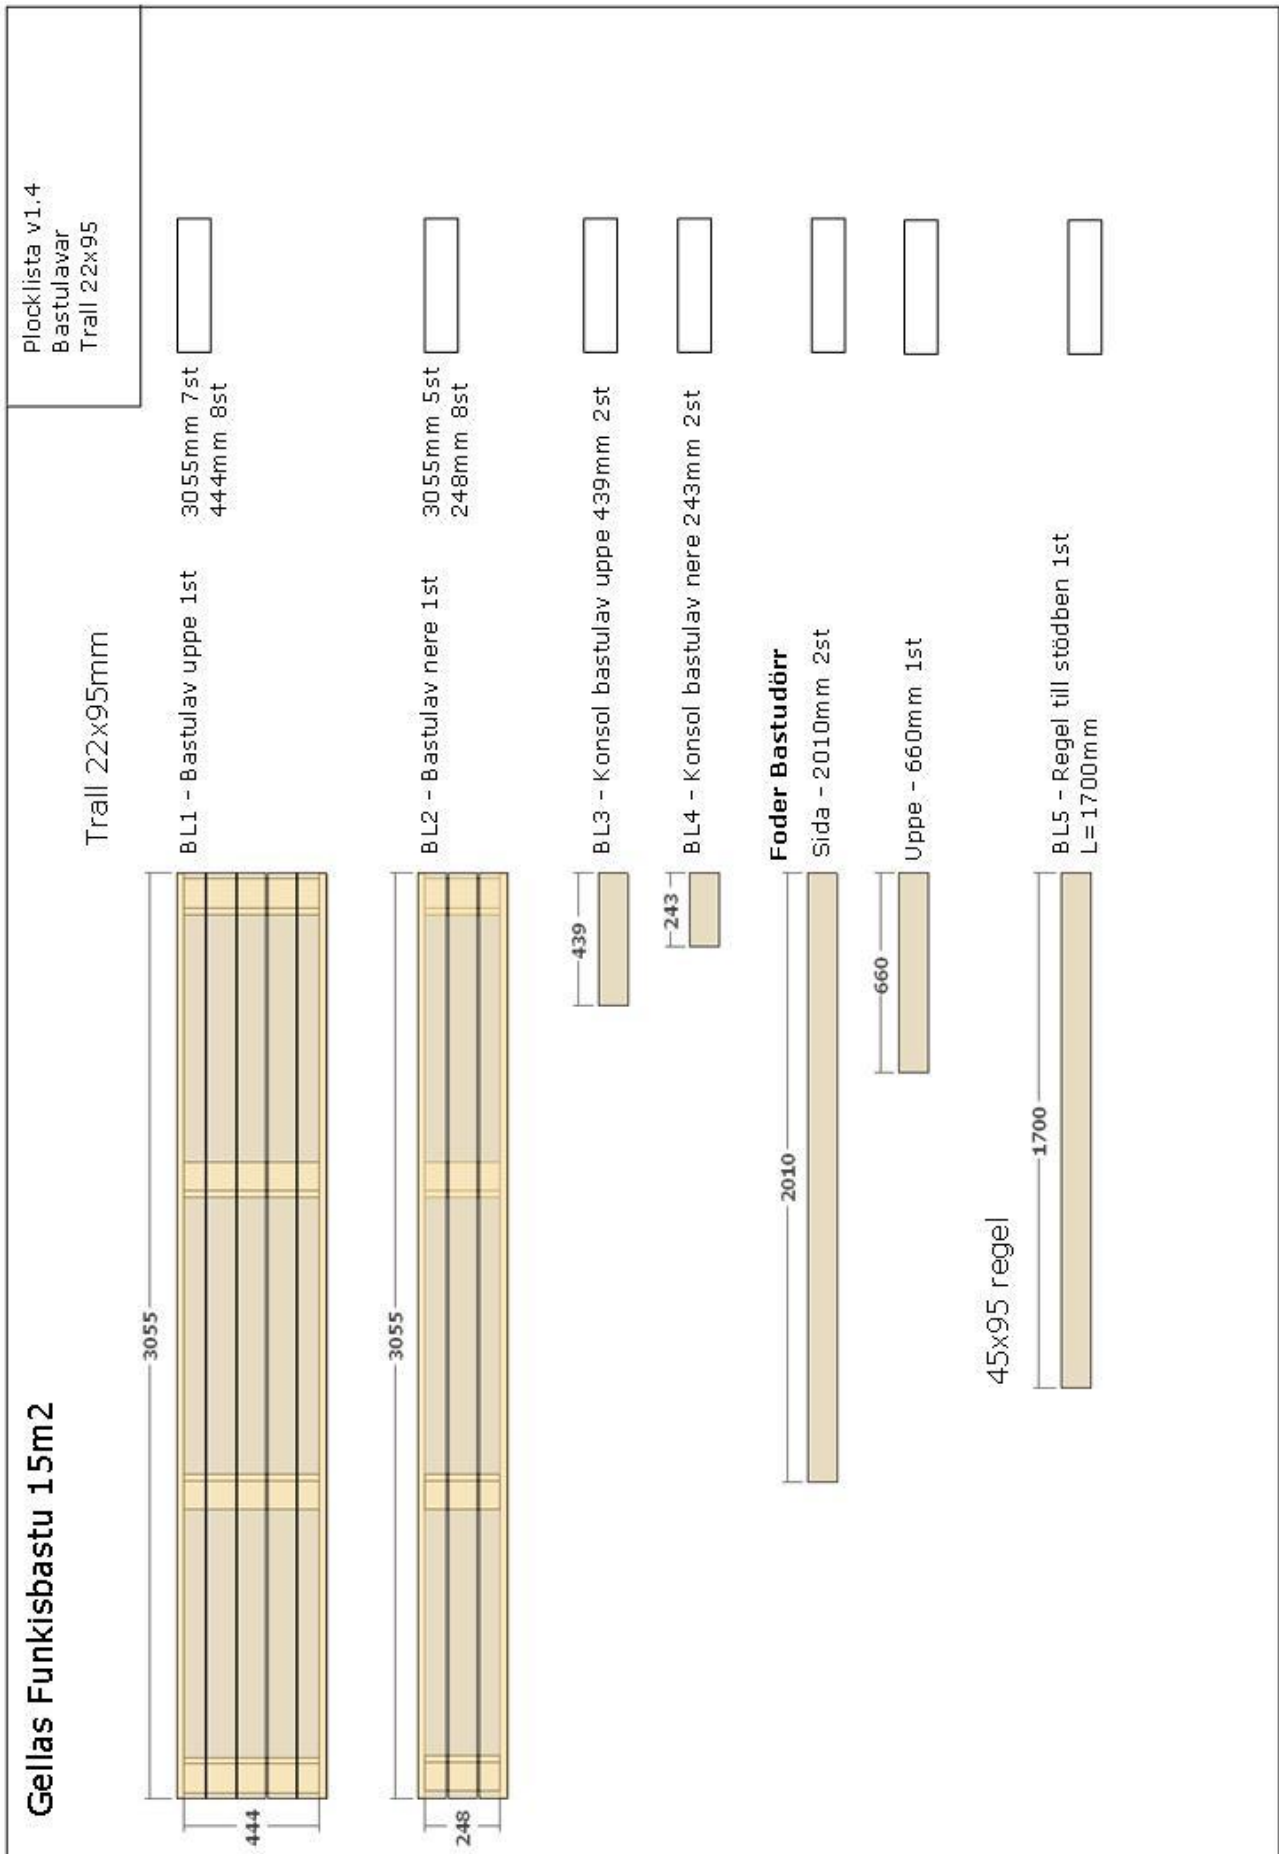 Gellas Funkisbastu 15m2
Plocklista v1.4
Bastulavar
Trall 22x95
Trall 22x95mm
3055
444
BL1 - Bastulav uppe 1st
3055mm 7st
444mm 8st
3055
248
BL2 - Bastulav nere 1st
3055mm 5st
248mm 8st
439
BL3 - Konsol bastulav uppe 439mm 2st
243
BL4 - Konsol bastulav nere 243mm 2st
Foder Bastudörr
2010
Sida - 2010mm 2st
660
Uppe - 660mm 1st
45x95 regel
1700
BL5 - Regel till stödben 1st
L=1700mm